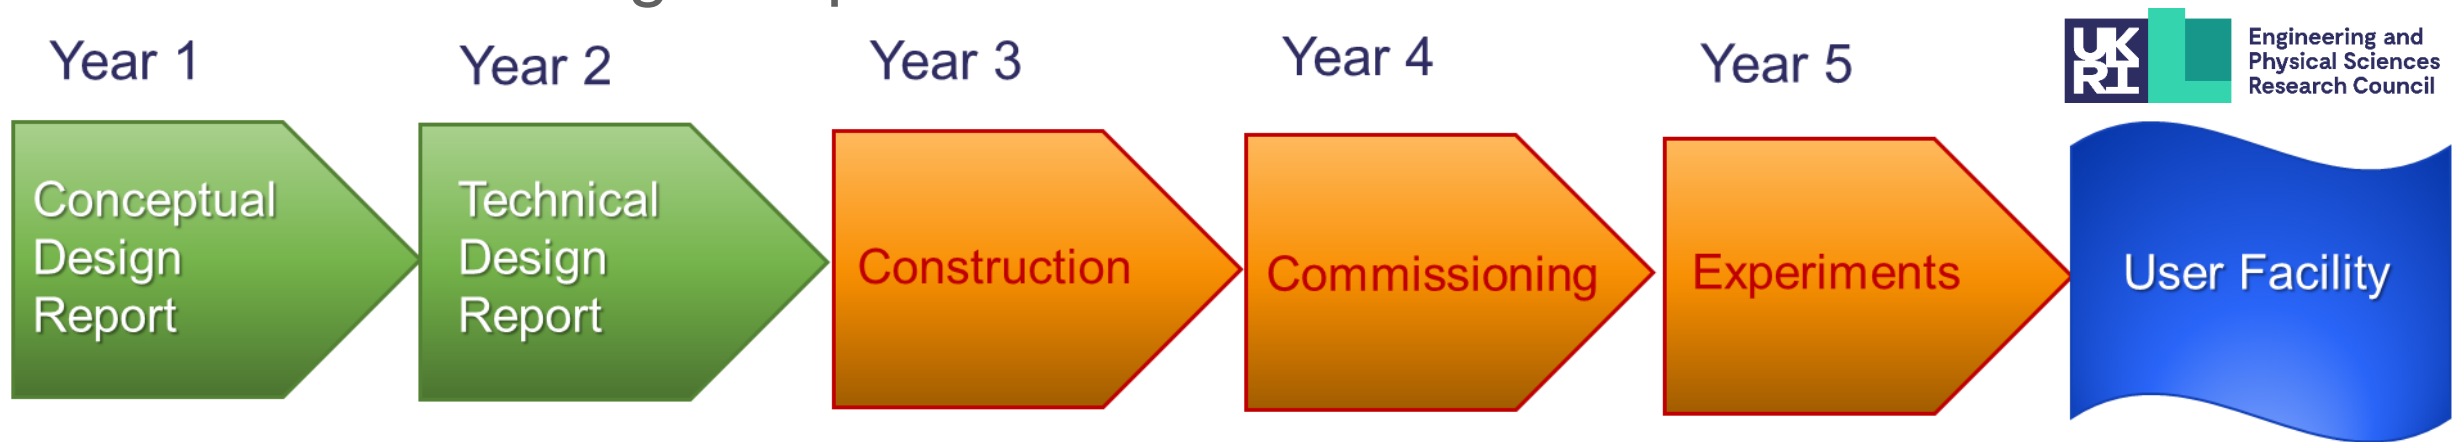 Year 1
Year 2
Year 3
Year 4
Year 5
UK
RI
Engineering and
Physical Sciences
Research Council
Conceptual
Design
Report
Technical
Design
Report
Construction
Commissioning
Experiments
User Facility